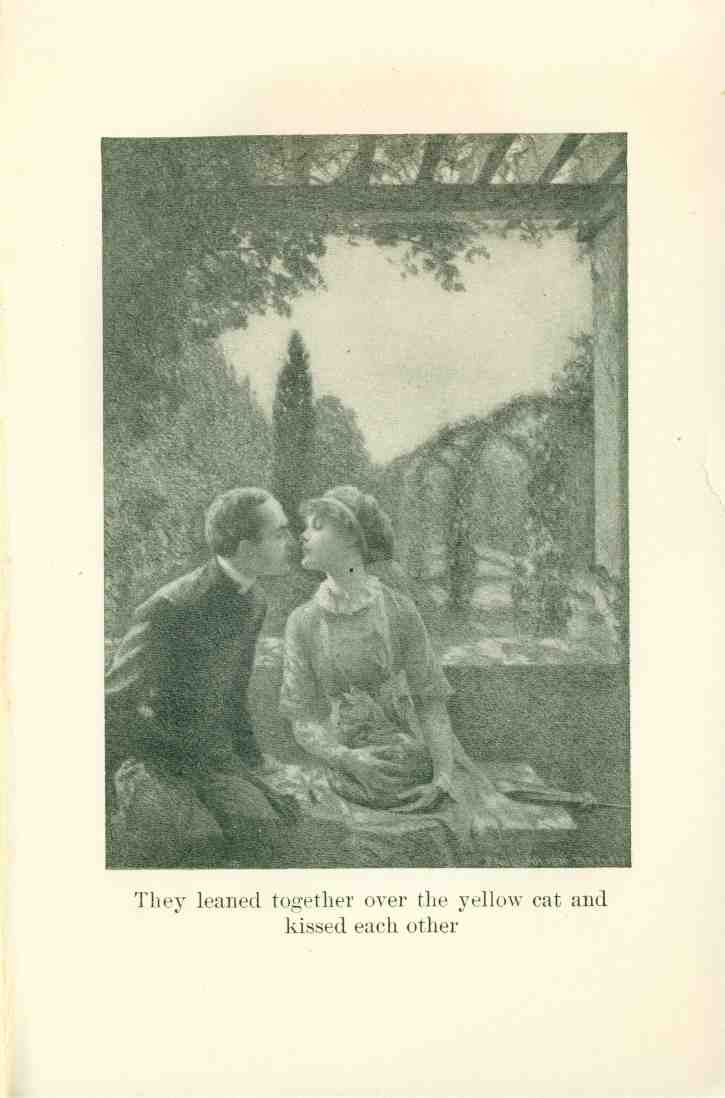 They leaned together over the yellow cat and
kissed each other